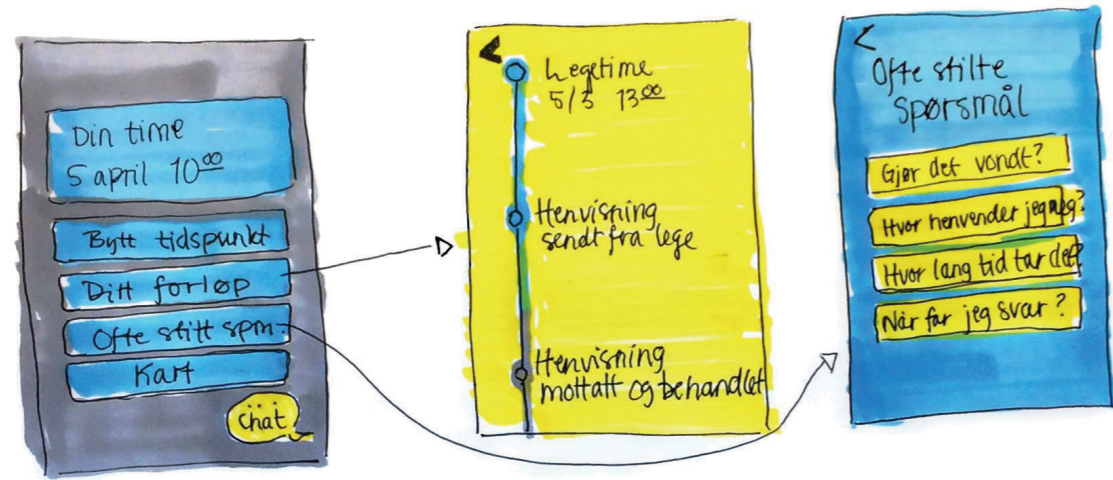 Din time
5 april 10⁰⁰
Bytt tidspunkt
Ditt forløp
Ofte stilt spm
Kart
chat
Legetime
5/3 13⁰⁰
Henvisning
sendt fra lege
Henvisning
mottatt og behandlet
Ofte stilte
spørsmål
Gjør det vondt?
Hvor henvender jeg meg?
Hvor lang tid tar det?
Når får jeg svar?